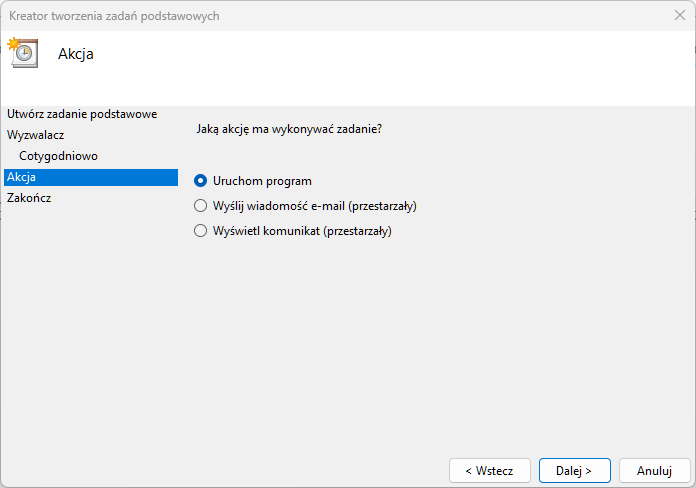 Kreator tworzenia zadań podstawowych
Akcja
Utwórz zadanie podstawowe
Wyzwalacz
Cotygodniowo
Akcja
Zakończ
Jaką akcję ma wykonywać zadanie?
Uruchom program
Wyślij wiadomość e-mail (przestarzały)
Wyświetl komunikat (przestarzały)
< Wstecz
Dalej >
Anuluj